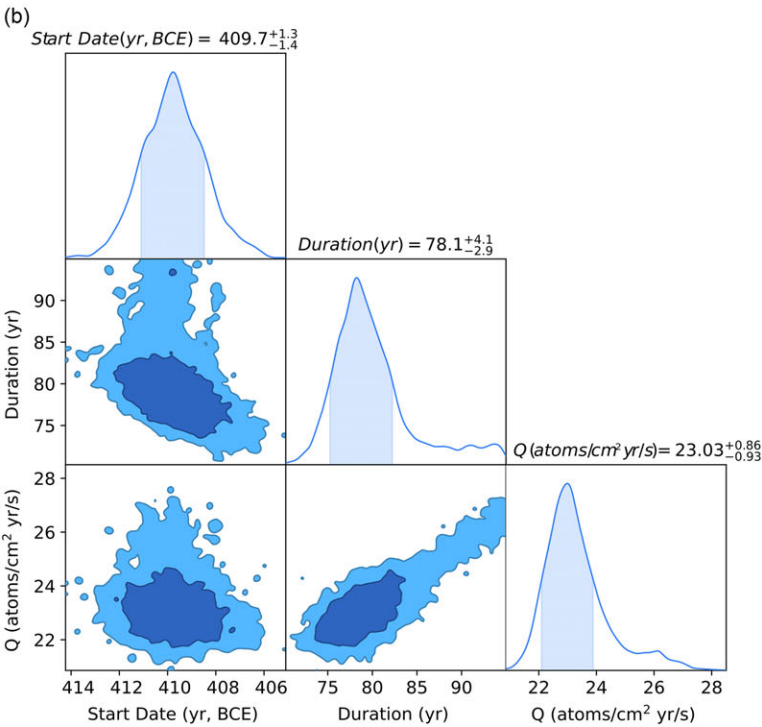 (b)
Start Date(yr, BCE) = 409.7+1.3−1.4
Duration(yr) = 78.1+4.1−2.9
Q(atoms/cm² yr/s) = 23.03+0.86−0.93
Duration (yr)
90
85
80
75
Q (atoms/cm² yr/s)
28
26
24
22
414 412 410 408 406
Start Date (yr, BCE)
75 80 85 90
Duration (yr)
22 24 26 28
Q (atoms/cm² yr/s)